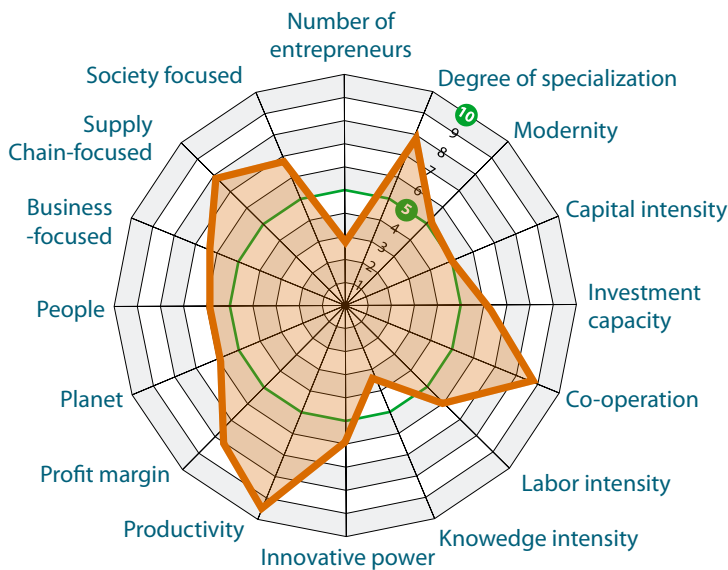 Number of
entrepreneurs
Society focused
Degree of specialization
10
9
8
7
6
5
4
3
2
1
Modernity
Supply
Chain-focused
Capital intensity
Business
-focused
Investment
capacity
People
Co-operation
Planet
Labor intensity
Profit margin
Knowedge intensity
Productivity
Innovative power